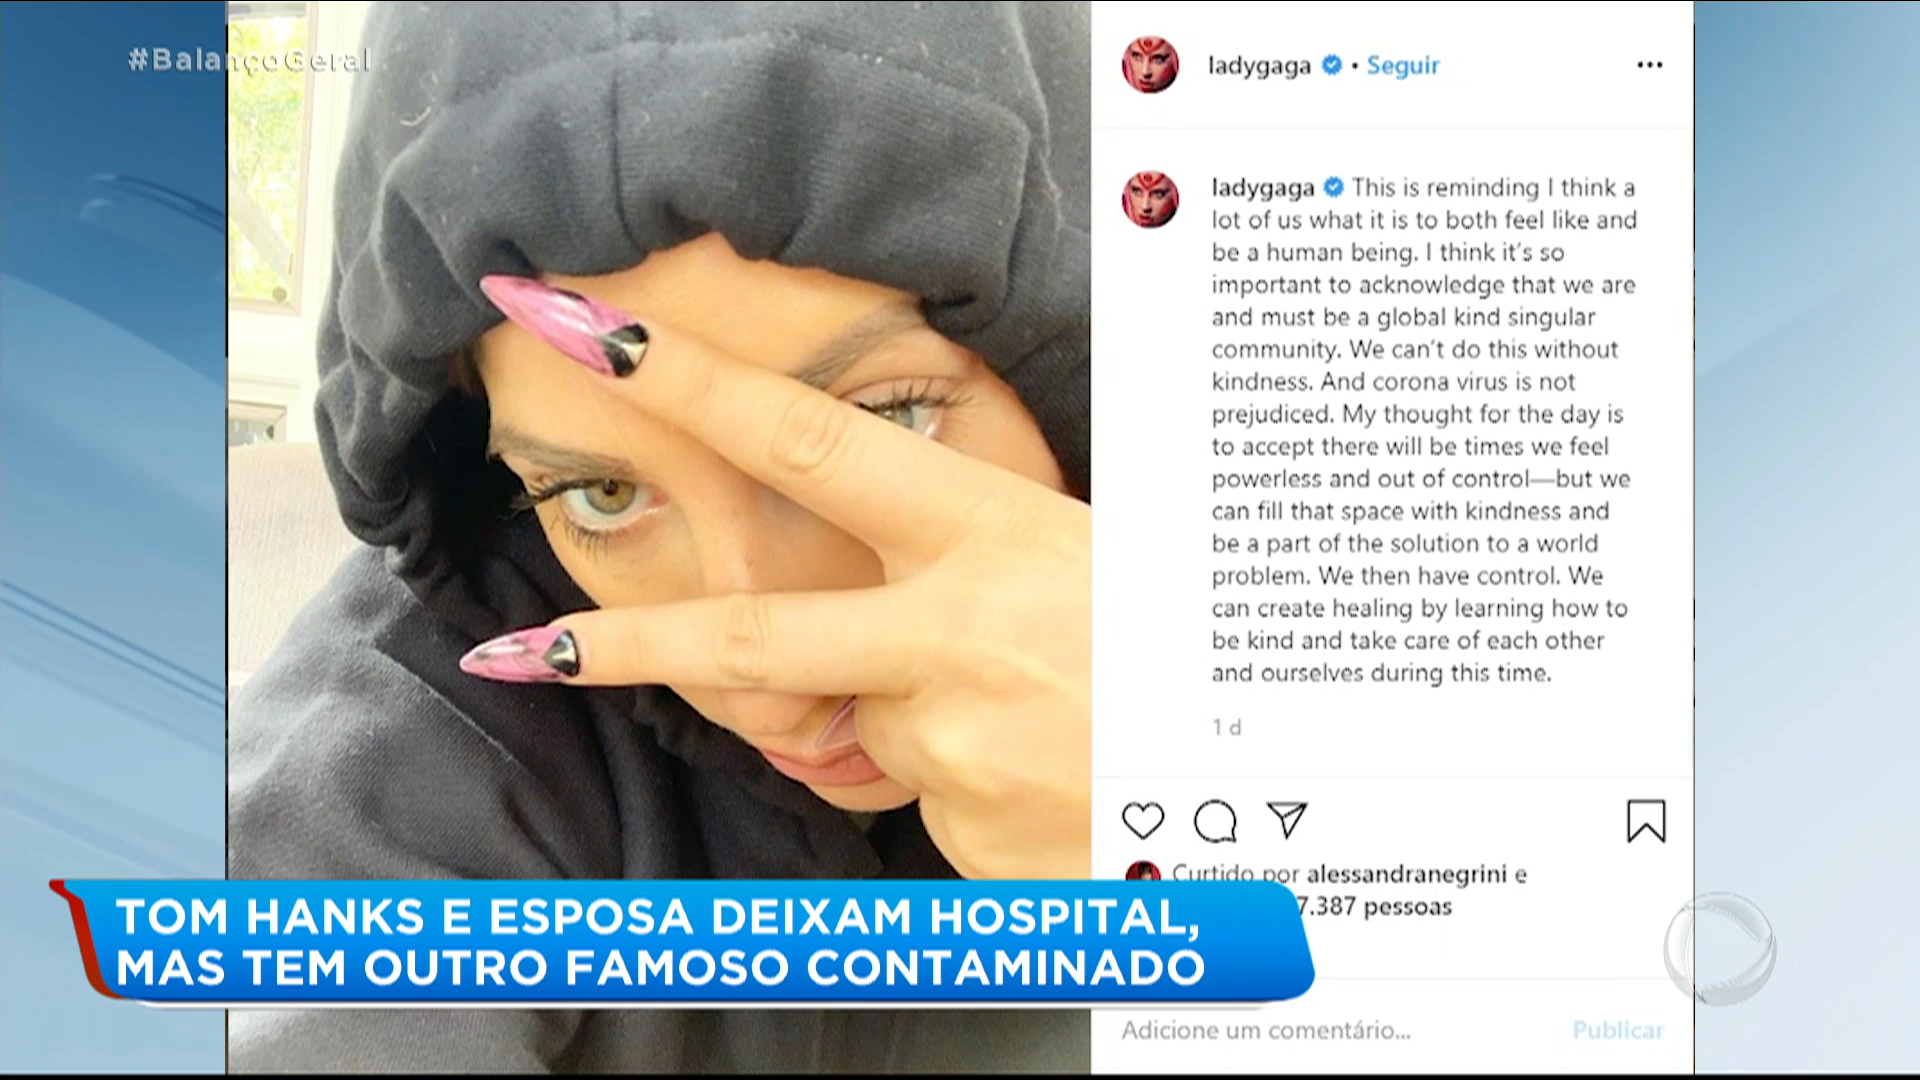 #BalançoGeral
ladygaga • Seguir
ladygaga This is reminding I think a
lot of us what it is to both feel like and
be a human being. I think it's so
important to acknowledge that we are
and must be a global kind singular
community. We can't do this without
kindness. And corona virus is not
prejudiced. My thought for the day is
to accept there will be times we feel
powerless and out of control—but we
can fill that space with kindness and
be a part of the solution to a world
problem. We then have control. We
can create healing by learning how to
be kind and take care of each other
and ourselves during this time.
1 d
Curtido por alessandranegrini e
7.387 pessoas
TOM HANKS E ESPOSA DEIXAM HOSPITAL,
MAS TEM OUTRO FAMOSO CONTAMINADO
Adicione um comentário...
Publicar